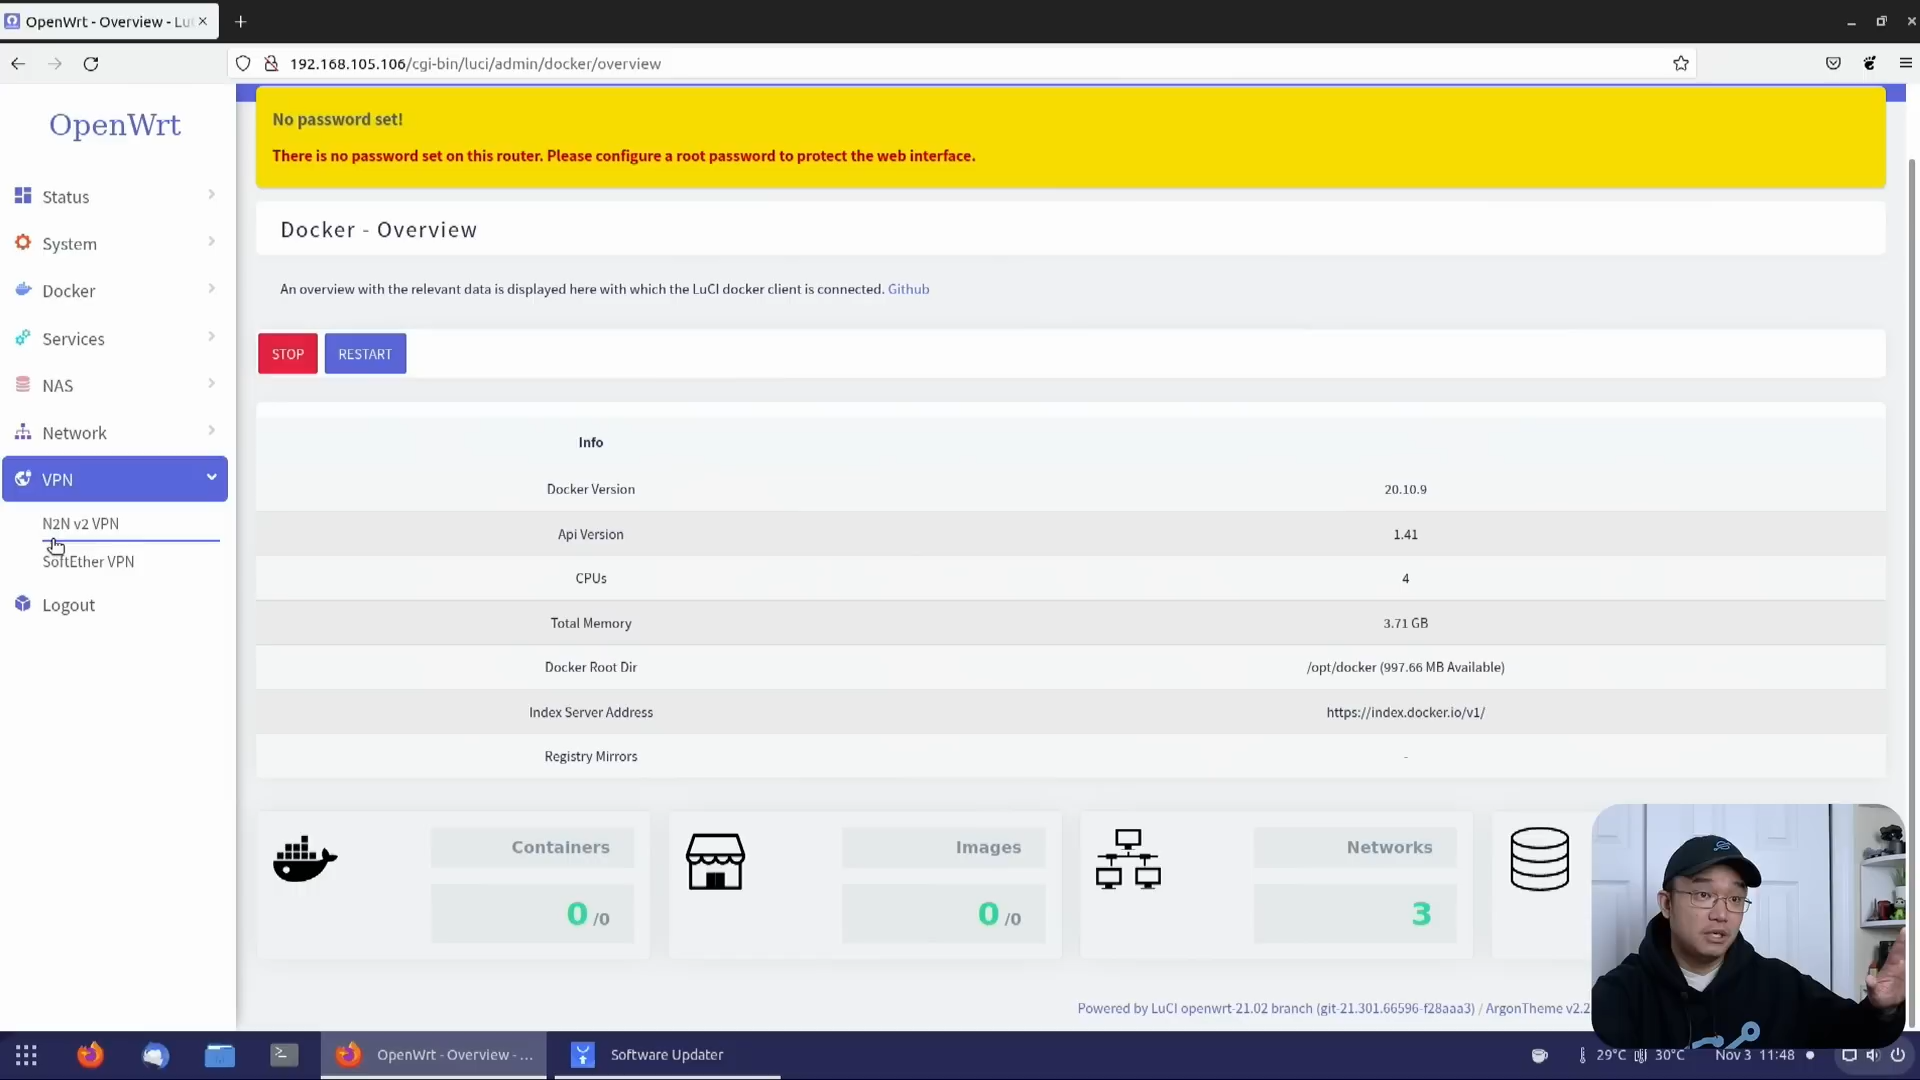 OpenWrt - Overview - Lu
192.168.105.106/cgi-bin/luci/admin/docker/overview
OpenWrt
Status
System
Docker
Services
NAS
Network
VPN
N2N v2 VPN
SoftEther VPN
Logout
No password set!
There is no password set on this router. Please configure a root password to protect the web interface.
Docker - Overview
An overview with the relevant data is displayed here with which the LuCI docker client is connected. Github
STOP RESTART
Info
Docker Version 20.10.9
Api Version 1.41
CPUs 4
Total Memory 3.71 GB
Docker Root Dir /opt/docker (997.66 MB Available)
Index Server Address https://index.docker.io/v1/
Registry Mirrors -
Containers
0 /0
Images
0 /0
Networks
3
Powered by LuCI openwrt-21.02 branch (git-21.301.66596-f28aaa3) / ArgonTheme v2.2
OpenWrt - Overview - ... Software Updater 29°C 30°C Nov 3 11:48